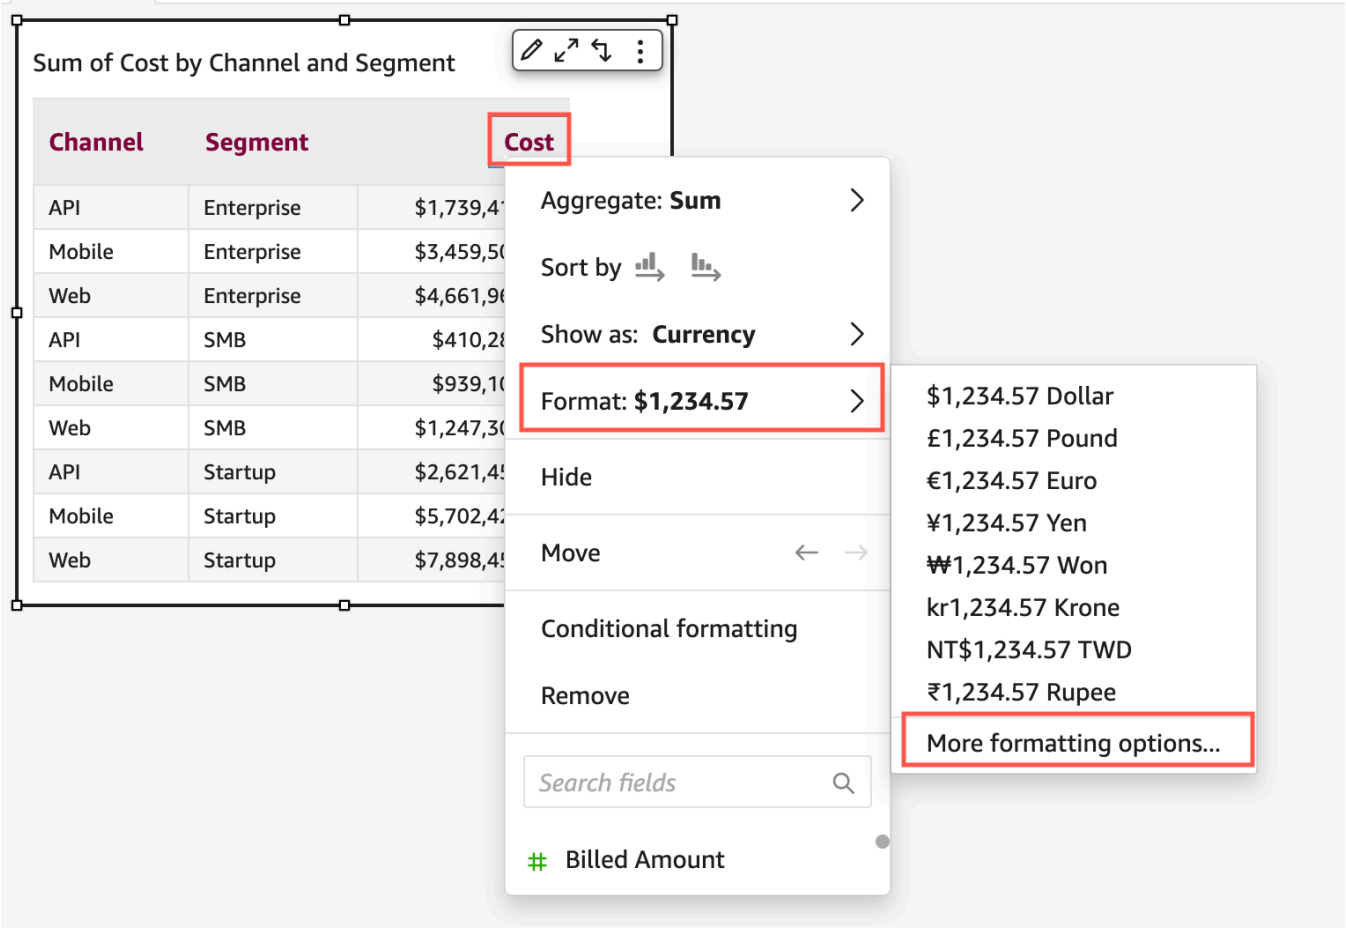 Sum of Cost by Channel and Segment
Channel Segment Cost
API Enterprise
Mobile Enterprise
Web Enterprise
API SMB
Mobile SMB
Web SMB
API Startup
Mobile Startup
Web Startup
Aggregate: Sum
Sort by
Show as: Currency
Format: $1,234.57
Hide
Move
Conditional formatting
Remove
Search fields
Billed Amount
$1,234.57 Dollar
£1,234.57 Pound
€1,234.57 Euro
¥1,234.57 Yen
₩1,234.57 Won
kr1,234.57 Krone
NT$1,234.57 TWD
₹1,234.57 Rupee
More formatting options...